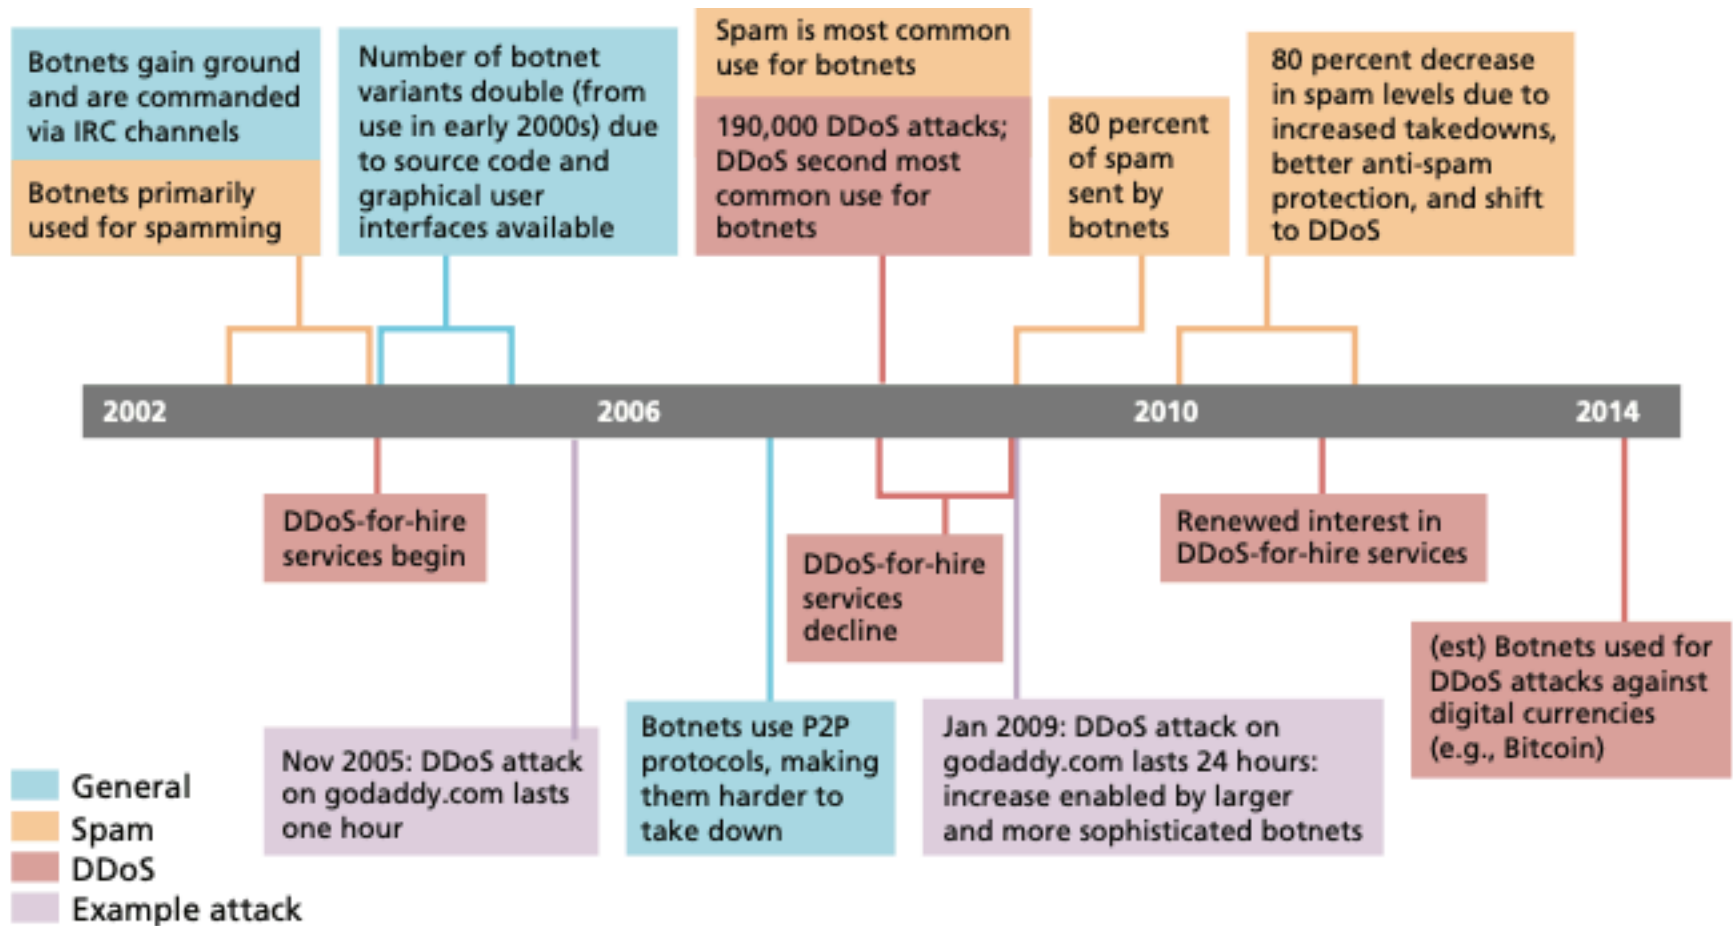 Botnets gain ground
and are commanded
via IRC channels
Botnets primarily
used for spamming
Number of botnet
variants double (from
use in early 2000s) due
to source code and
graphical user
interfaces available
Spam is most common
use for botnets
190,000 DDoS attacks;
DDoS second most
common use for
botnets
80 percent
of spam
sent by
botnets
80 percent decrease
in spam levels due to
increased takedowns,
better anti-spam
protection, and shift
to DDoS
2002
2006
2010
2014
DDoS-for-hire
services begin
DDoS-for-hire
services
decline
Renewed interest in
DDoS-for-hire services
(est) Botnets used for
DDoS attacks against
digital currencies
(e.g., Bitcoin)
Nov 2005: DDoS attack
on godaddy.com lasts
one hour
Botnets use P2P
protocols, making
them harder to
take down
Jan 2009: DDoS attack on
godaddy.com lasts 24 hours:
increase enabled by larger
and more sophisticated botnets
General
Spam
DDoS
Example attack